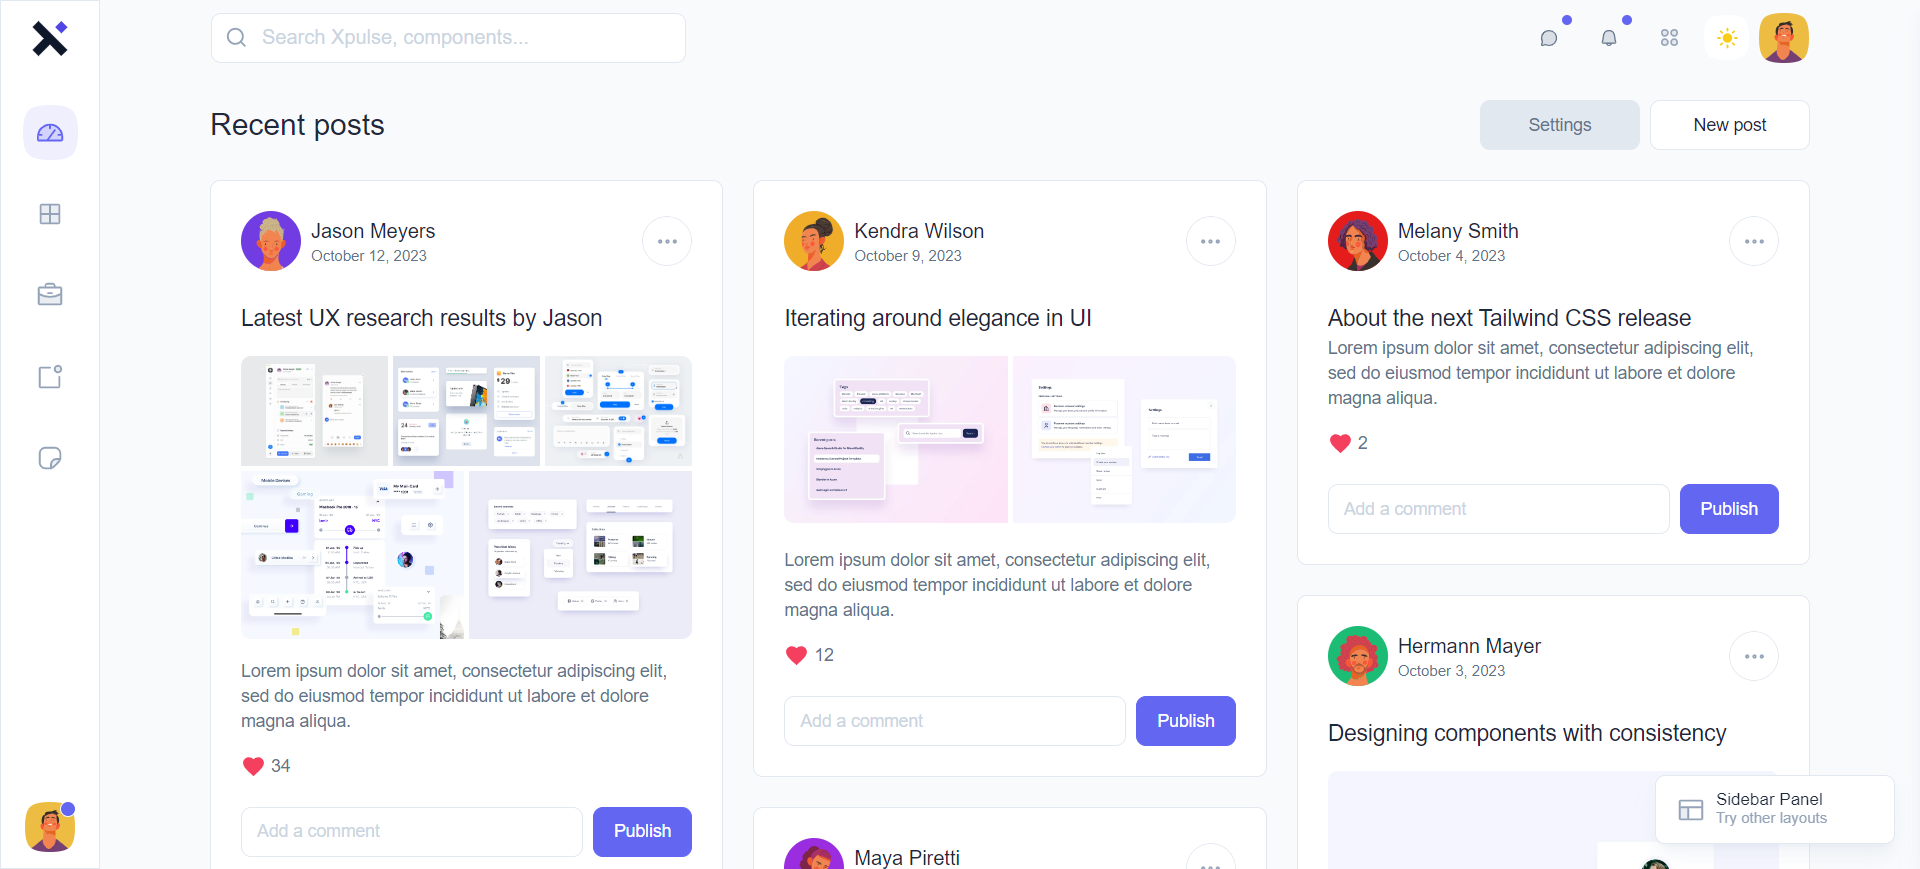 Search Xpulse, components...
Recent posts
Settings
New post
Jason Meyers
October 12, 2023
Latest UX research results by Jason
Lorem ipsum dolor sit amet, consectetur adipiscing elit,
sed do eiusmod tempor incididunt ut labore et dolore
magna aliqua.
34
Add a comment
Publish
Kendra Wilson
October 9, 2023
Iterating around elegance in UI
Lorem ipsum dolor sit amet, consectetur adipiscing elit,
sed do eiusmod tempor incididunt ut labore et dolore
magna aliqua.
12
Add a comment
Publish
Maya Piretti
Melany Smith
October 4, 2023
About the next Tailwind CSS release
Lorem ipsum dolor sit amet, consectetur adipiscing elit,
sed do eiusmod tempor incididunt ut labore et dolore
magna aliqua.
2
Add a comment
Publish
Hermann Mayer
October 3, 2023
Designing components with consistency
Sidebar Panel
Try other layouts